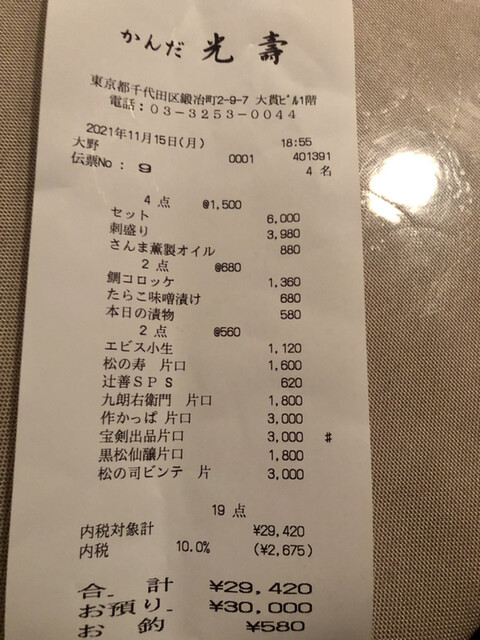 かんだ 光壽
東京都千代田区鍛冶町2-9-7 大貫ビル1階
電話：03-3253-0044
2021年11月15日(月) 18:55
大野 0001 401391
伝票No： 9 4 名
4 点 @1,500
セット 6,000
刺盛り 3,980
さんま薫製オイル 880
2 点 @680
鯛コロッケ 1,360
たらこ味噌漬け 680
本日の漬物 580
2 点 @560
エビス小生 1,120
松の寿 片口 1,600
辻善SPS 620
九朗右衛門 片口 1,800
作かっぱ 片口 3,000
宝剣出品片口 3,000 #
黒松仙醸片口 1,800
松の司ビンテ 片 3,000
19 点
内税対象計 ¥29,420
内税 10.0% (¥2,675)
合 計 ¥29,420
お預り ¥30,000
お 釣 ¥580